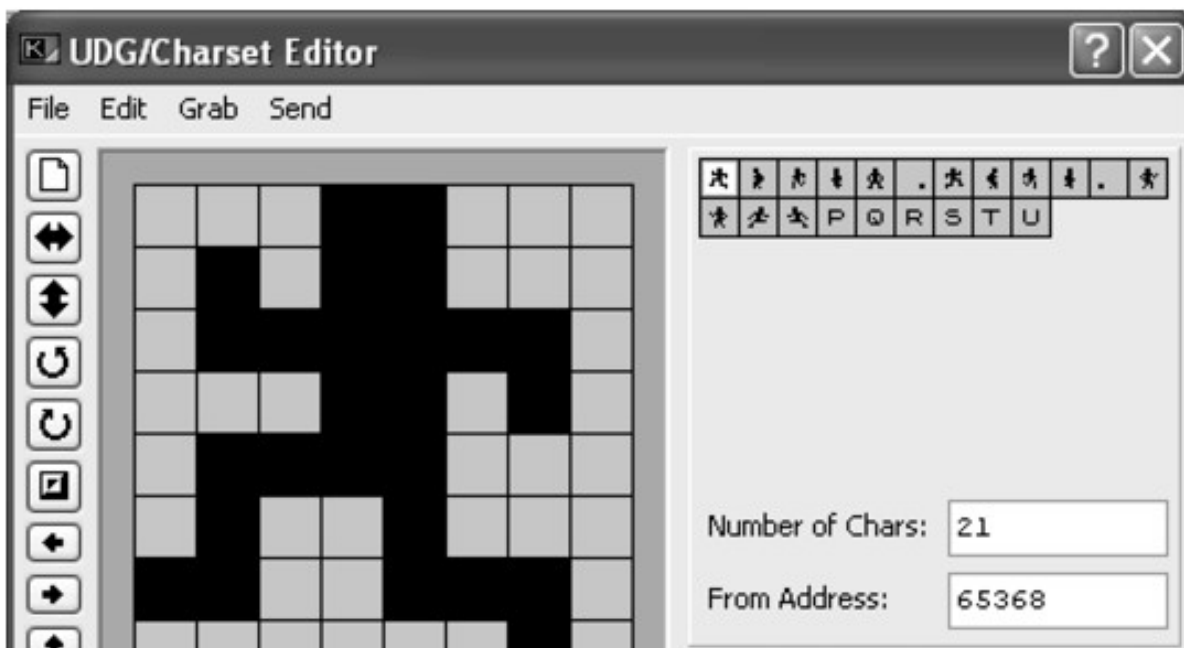 UDG/Charset Editor
File Edit Grab Send
P Q R S T U
Number of Chars: 21
From Address: 65368